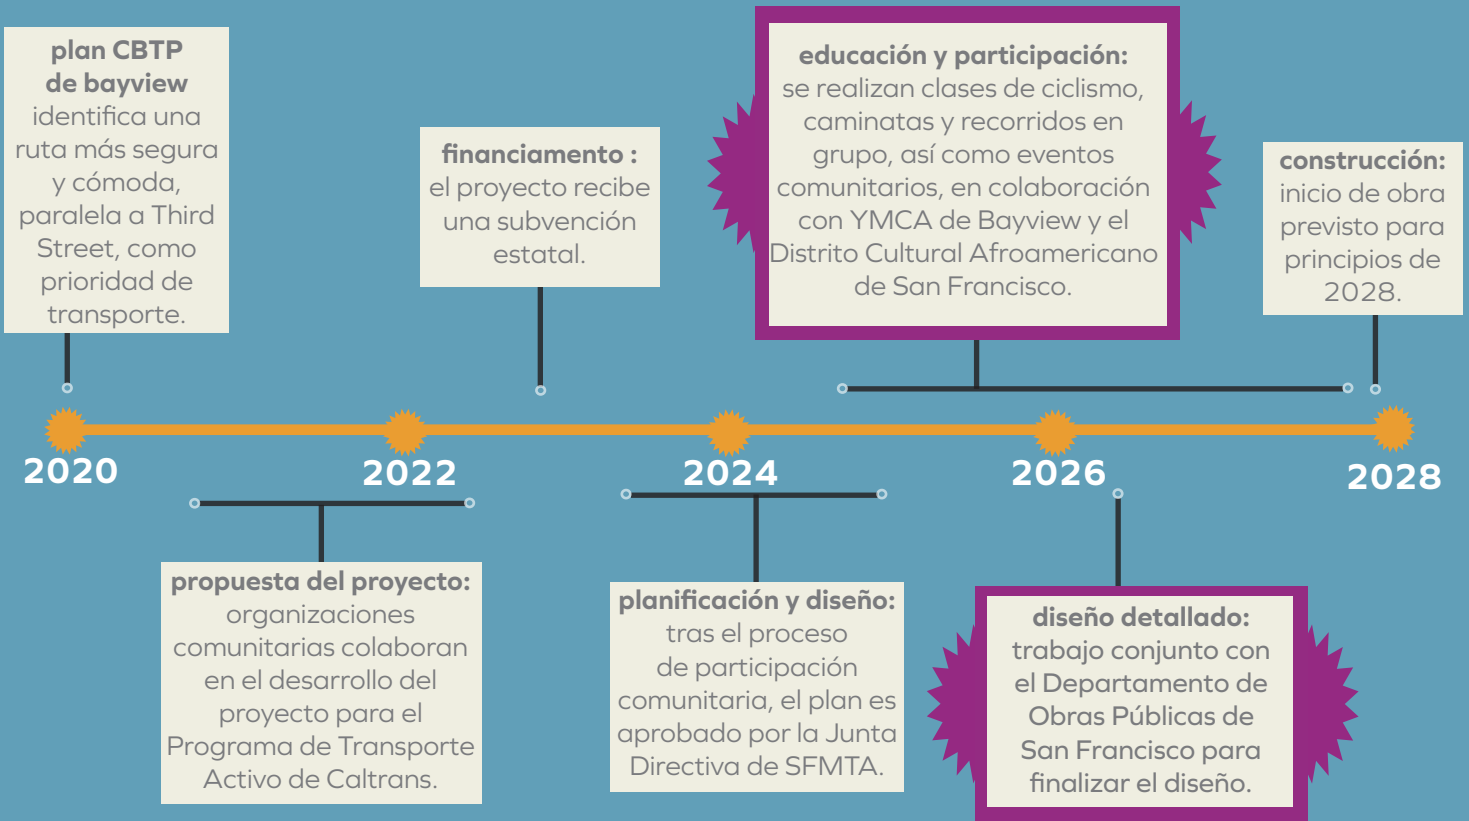 plan CBTP
de bayview
identifica una
ruta más segura
y cómoda,
paralela a Third
Street, como
prioridad de
transporte.
financiamento :
el proyecto recibe
una subvención
estatal.
educación y participación:
se realizan clases de ciclismo,
caminatas y recorridos en
grupo, así como eventos
comunitarios, en colaboración
con YMCA de Bayview y el
Distrito Cultural Afroamericano
de San Francisco.
construcción:
inicio de obra
previsto para
principios de
2028.
2020
2022
2024
2026
2028
propuesta del proyecto:
organizaciones
comunitarias colaboran
en el desarrollo del
proyecto para el
Programa de Transporte
Activo de Caltrans.
planificación y diseño:
tras el proceso
de participación
comunitaria, el plan es
aprobado por la Junta
Directiva de SFMTA.
diseño detallado:
trabajo conjunto con
el Departamento de
Obras Públicas de
San Francisco para
finalizar el diseño.